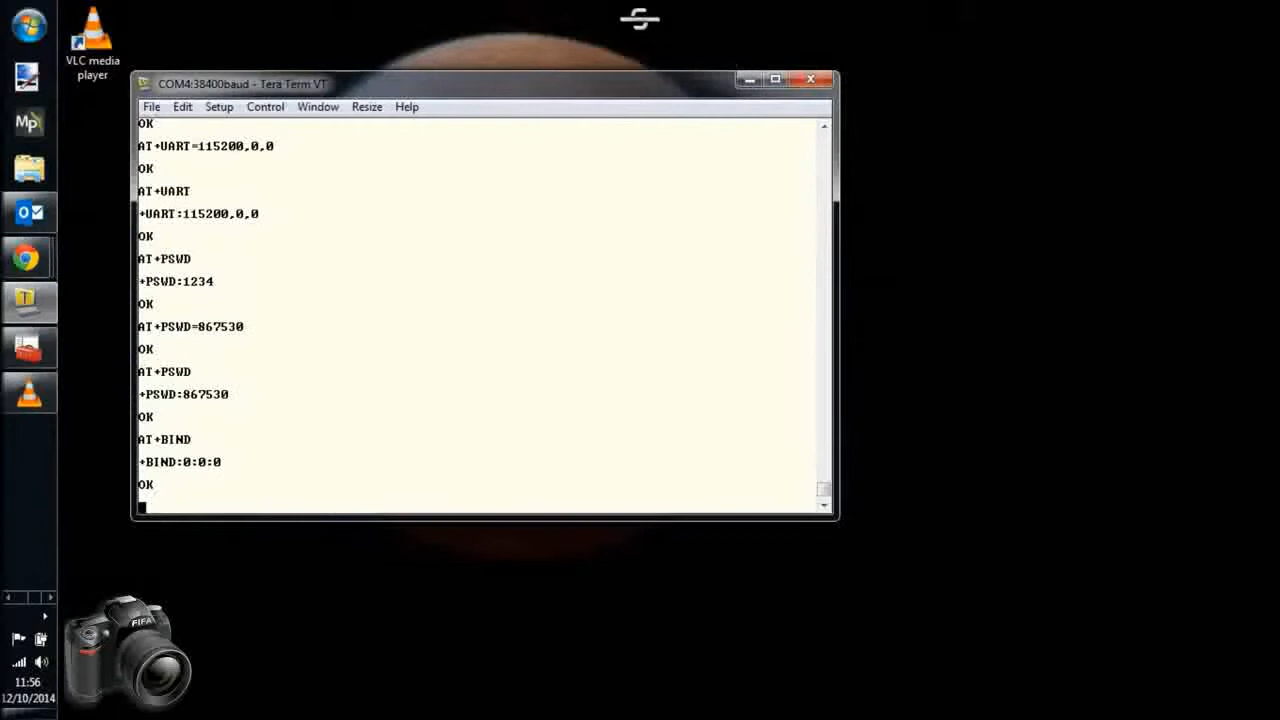 VLC media
player
COM4:38400baud - Tera Term VT
File Edit Setup Control Window Resize Help
OK
AT+UART=115200,0,0
OK
AT+UART
+UART:115200,0,0
OK
AT+PSWD
+PSWD:1234
OK
AT+PSWD=867530
OK
AT+PSWD
+PSWD:867530
OK
AT+BIND
+BIND:0:0:0
OK
Mp
FIFA
11:56
12/10/2014